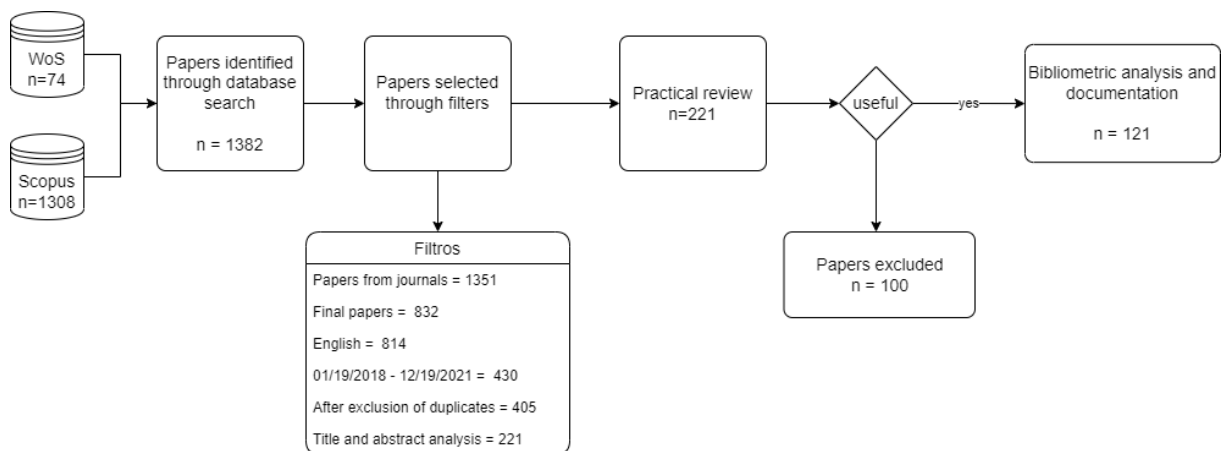 WoS
n=74
Scopus
n=1308
Papers identified
through database
search
n = 1382
Papers selected
through filters
Filtros
Papers from journals = 1351
Final papers = 832
English = 814
01/19/2018 - 12/19/2021 = 430
After exclusion of duplicates = 405
Title and abstract analysis = 221
Practical review
n=221
useful
yes
Papers excluded
n = 100
Bibliometric analysis and
documentation
n = 121